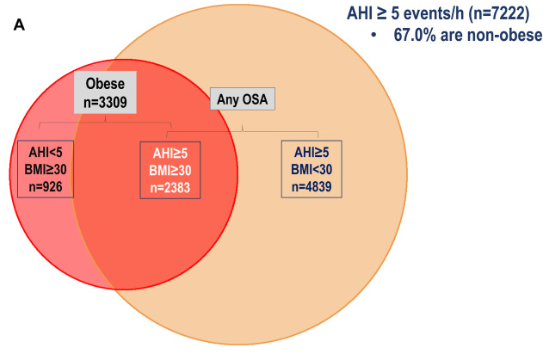 A
AHI ≥ 5 events/h (n=7222)
• 67.0% are non-obese
Obese
n=3309
Any OSA
AHI<5
BMI≥30
n=926
AHI≥5
BMI≥30
n=2383
AHI≥5
BMI<30
n=4839